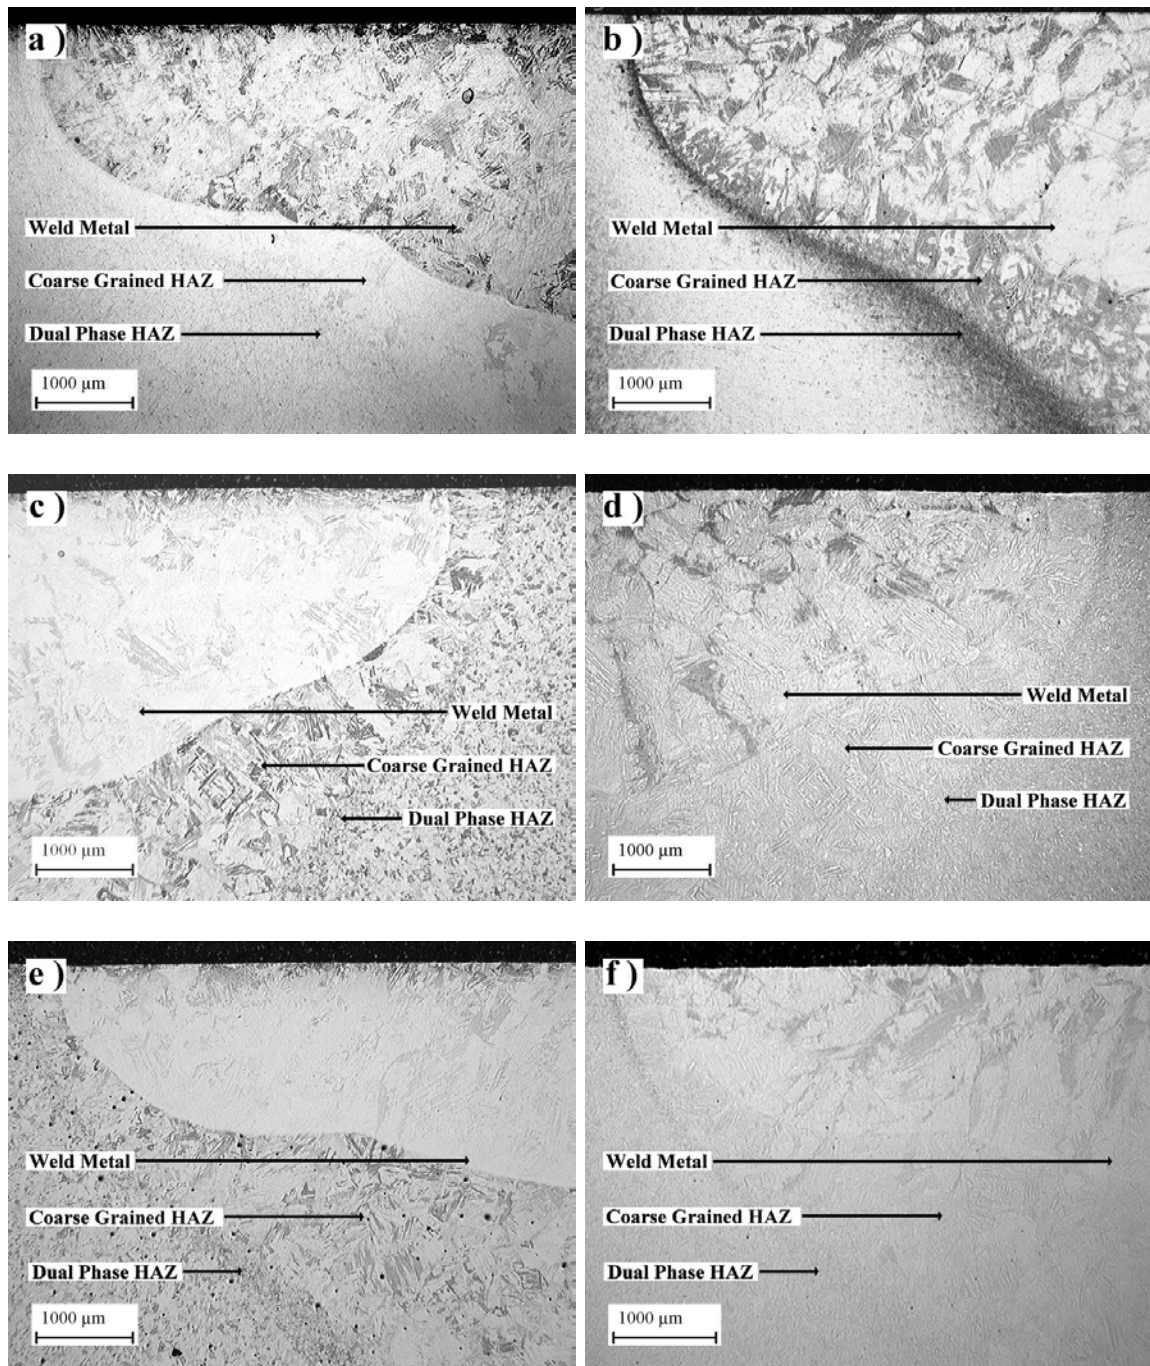 a )
Weld Metal
Coarse Grained HAZ
Dual Phase HAZ
1000 µm
b )
Weld Metal
Coarse Grained HAZ
Dual Phase HAZ
1000 µm
c )
Weld Metal
Coarse Grained HAZ
Dual Phase HAZ
1000 µm
d )
Weld Metal
Coarse Grained HAZ
Dual Phase HAZ
1000 µm
e )
Weld Metal
Coarse Grained HAZ
Dual Phase HAZ
1000 µm
f )
Weld Metal
Coarse Grained HAZ
Dual Phase HAZ
1000 µm